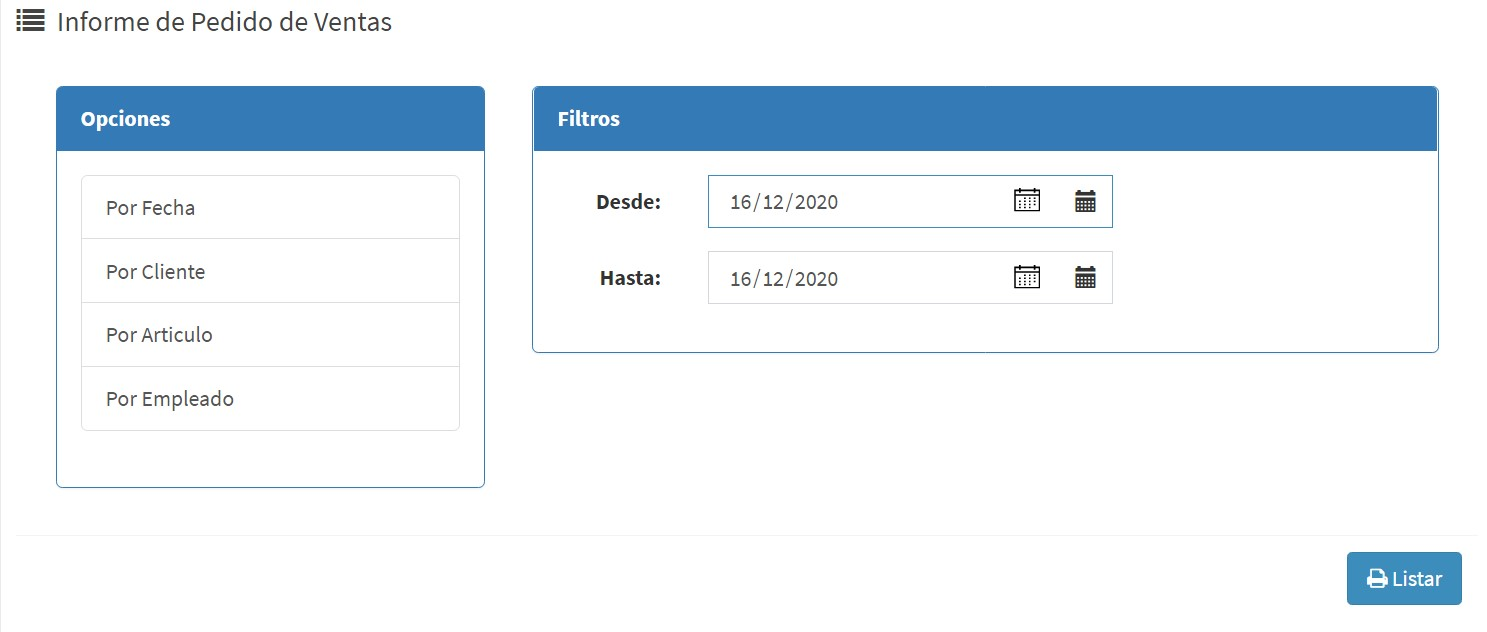 Informe de Pedido de Ventas
Opciones
Por Fecha
Por Cliente
Por Articulo
Por Empleado
Filtros
Desde: 16/12/2020
Hasta: 16/12/2020
Listar